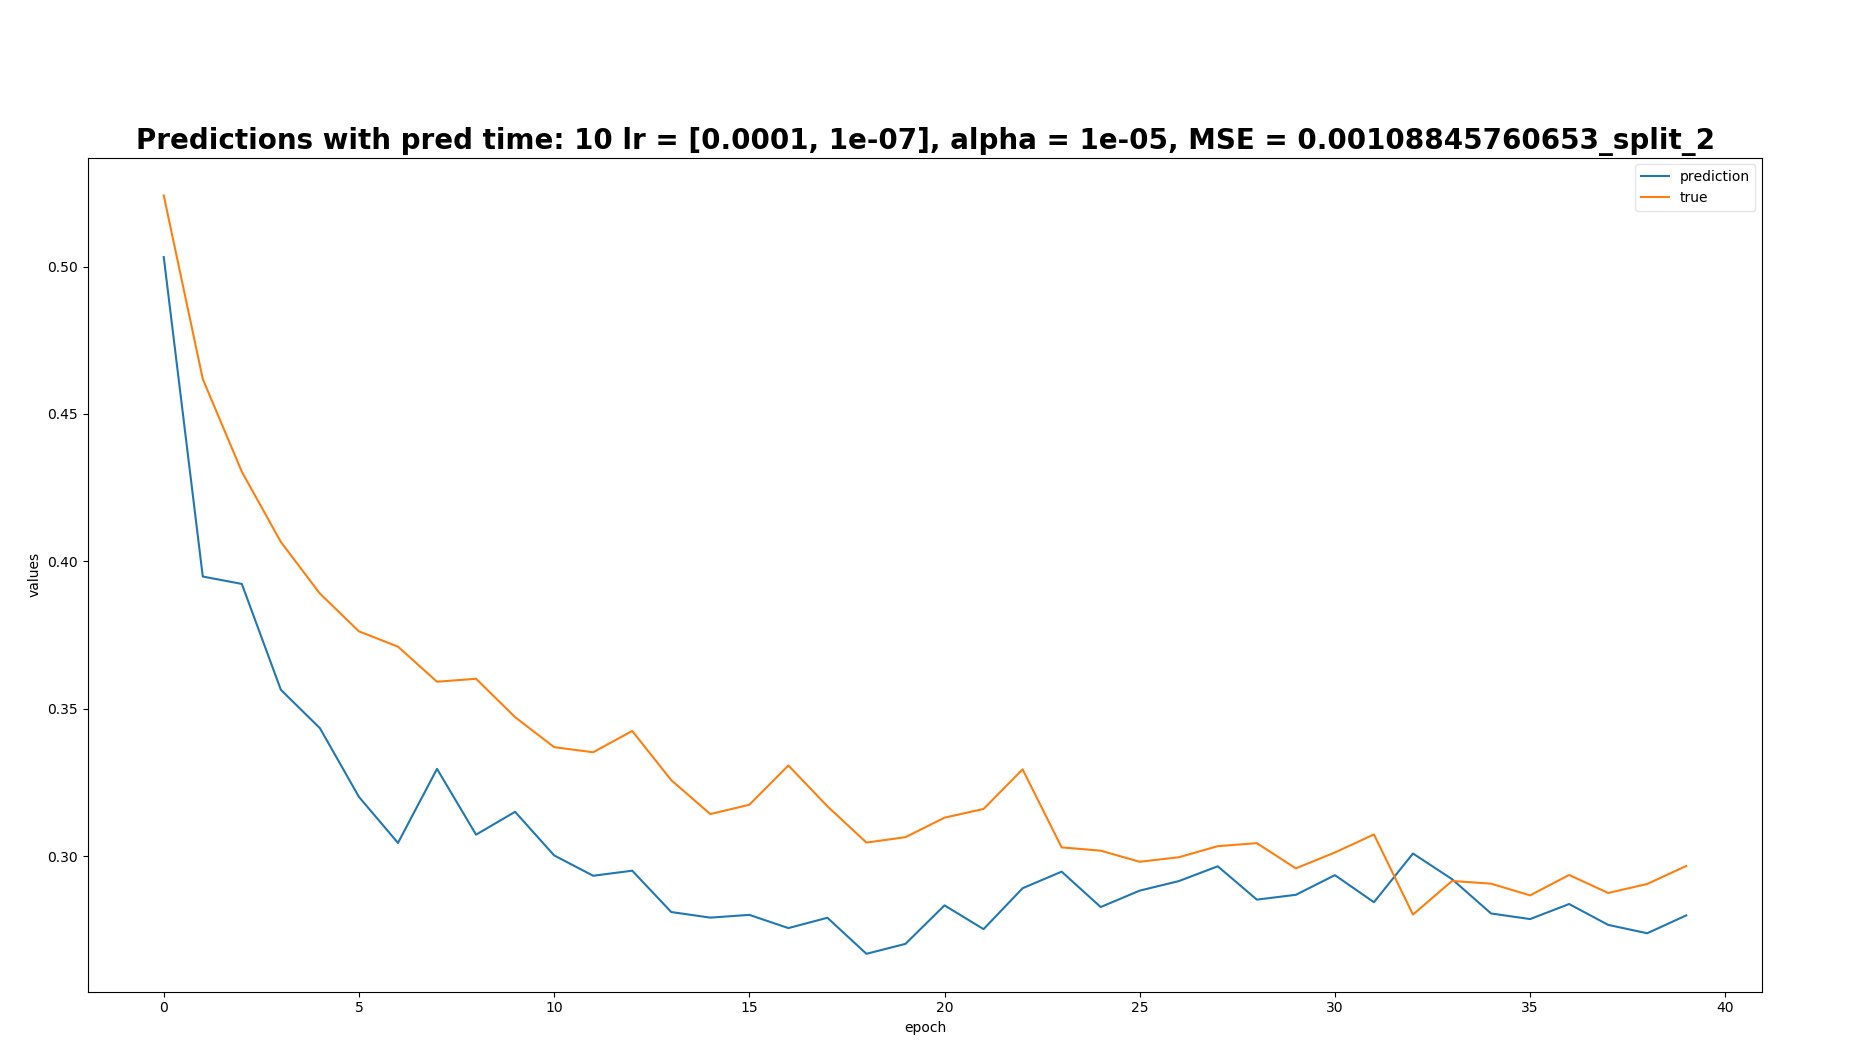 Predictions with pred time: 10 lr = [0.0001, 1e-07], alpha = 1e-05, MSE = 0.00108845760653_split_2
prediction
true
0.50
0.45
0.40
0.35
0.30
values
0 5 10 15 20 25 30 35 40
epoch